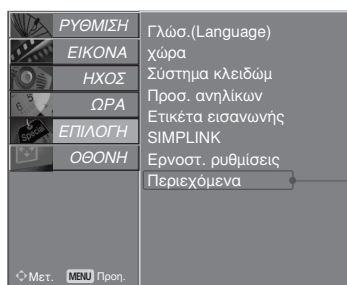 ΡΥΘΜΙΣΗ
ΕΙΚΟΝΑ
ΗΧΟΣ
ΩΡΑ
ΕΠΙΛΟΓΗ
ΟΘΟΝΗ
Γλώσ.(Language)
χώρα
Σύστημα κλειδώμ
Προσ. ανηλίκων
Ετικέτα εισανωνής
SIMPLINK
Ερνοστ. ρυθμίσεις
Περιεχόμενα
Μετ. MENU Προη.